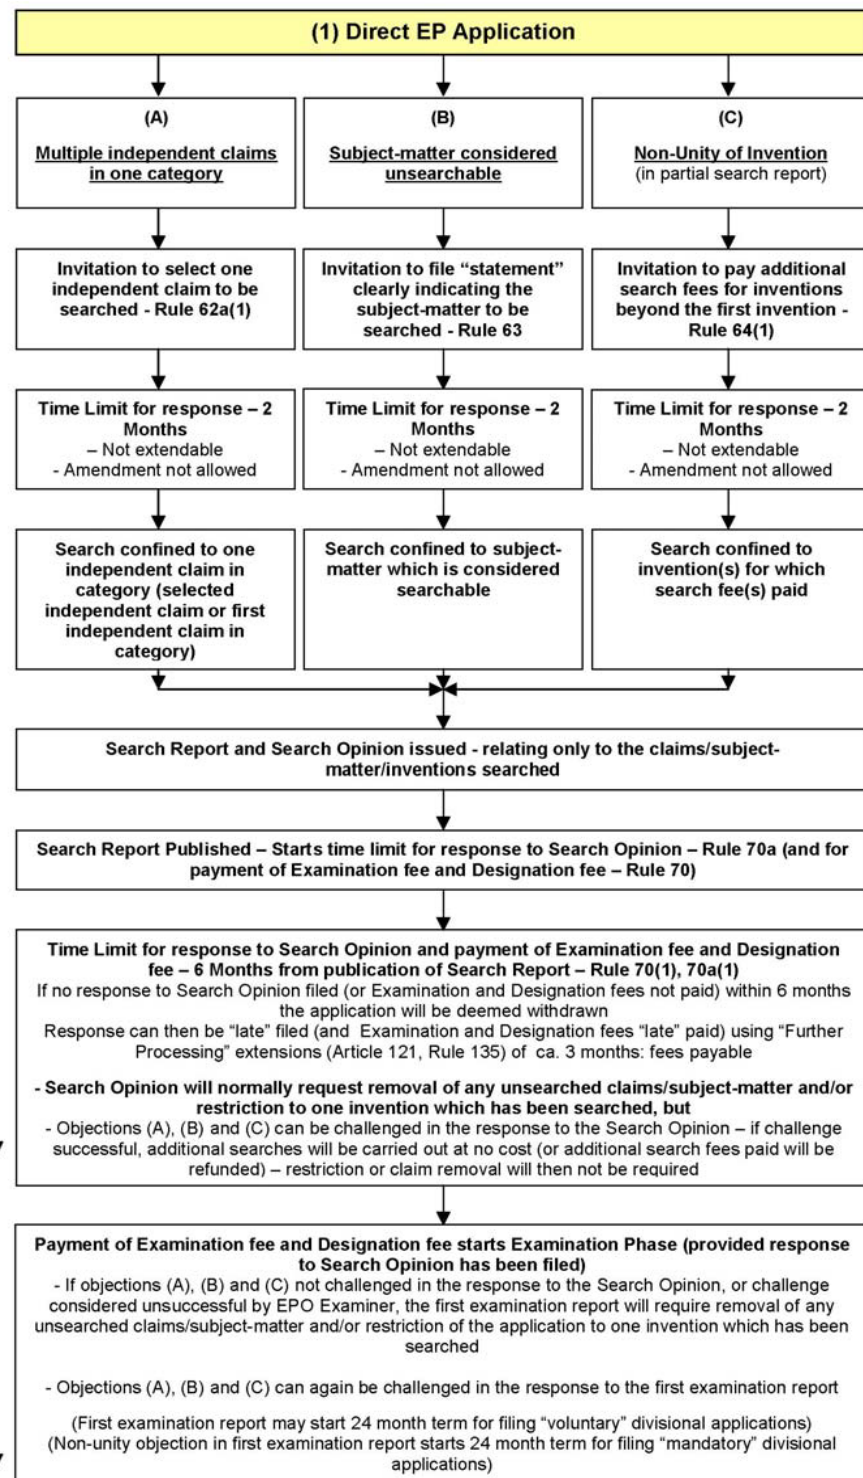 (1) Direct EP Application
(A)
Multiple independent claims
in one category
(B)
Subject-matter considered
unsearchable
(C)
Non-Unity of Invention
(in partial search report)
Invitation to select one
independent claim to be
searched - Rule 62a(1)
Invitation to file “statement”
clearly indicating the
subject-matter to be
searched - Rule 63
Invitation to pay additional
search fees for inventions
beyond the first invention -
Rule 64(1)
Time Limit for response – 2
Months
– Not extendable
- Amendment not allowed
Time Limit for response – 2
Months
– Not extendable
- Amendment not allowed
Time Limit for response – 2
Months
– Not extendable
- Amendment not allowed
Search confined to one
independent claim in
category (selected
independent claim or first
independent claim in
category)
Search confined to subject-
matter which is considered
searchable
Search confined to
invention(s) for which
search fee(s) paid
Search Report and Search Opinion issued - relating only to the claims/subject-
matter/inventions searched
Search Report Published – Starts time limit for response to Search Opinion – Rule 70a (and for
payment of Examination fee and Designation fee – Rule 70)
Time Limit for response to Search Opinion and payment of Examination fee and Designation
fee – 6 Months from publication of Search Report – Rule 70(1), 70a(1)
If no response to Search Opinion filed (or Examination and Designation fees not paid) within 6 months
the application will be deemed withdrawn
Response can then be “late” filed (and Examination and Designation fees “late” paid) using “Further
Processing” extensions (Article 121, Rule 135) of ca. 3 months: fees payable
- Search Opinion will normally request removal of any unsearched claims/subject-matter and/or
restriction to one invention which has been searched, but
- Objections (A), (B) and (C) can be challenged in the response to the Search Opinion – if challenge
successful, additional searches will be carried out at no cost (or additional search fees paid will be
refunded) – restriction or claim removal will then not be required
Payment of Examination fee and Designation fee starts Examination Phase (provided response
to Search Opinion has been filed)
- If objections (A), (B) and (C) not challenged in the response to the Search Opinion, or challenge
considered unsuccessful by EPO Examiner, the first examination report will require removal of any
unsearched claims/subject-matter and/or restriction of the application to one invention which has been
searched
- Objections (A), (B) and (C) can again be challenged in the response to the first examination report
(First examination report may start 24 month term for filing “voluntary” divisional applications)
(Non-unity objection in first examination report starts 24 month term for filing “mandatory” divisional
applications)